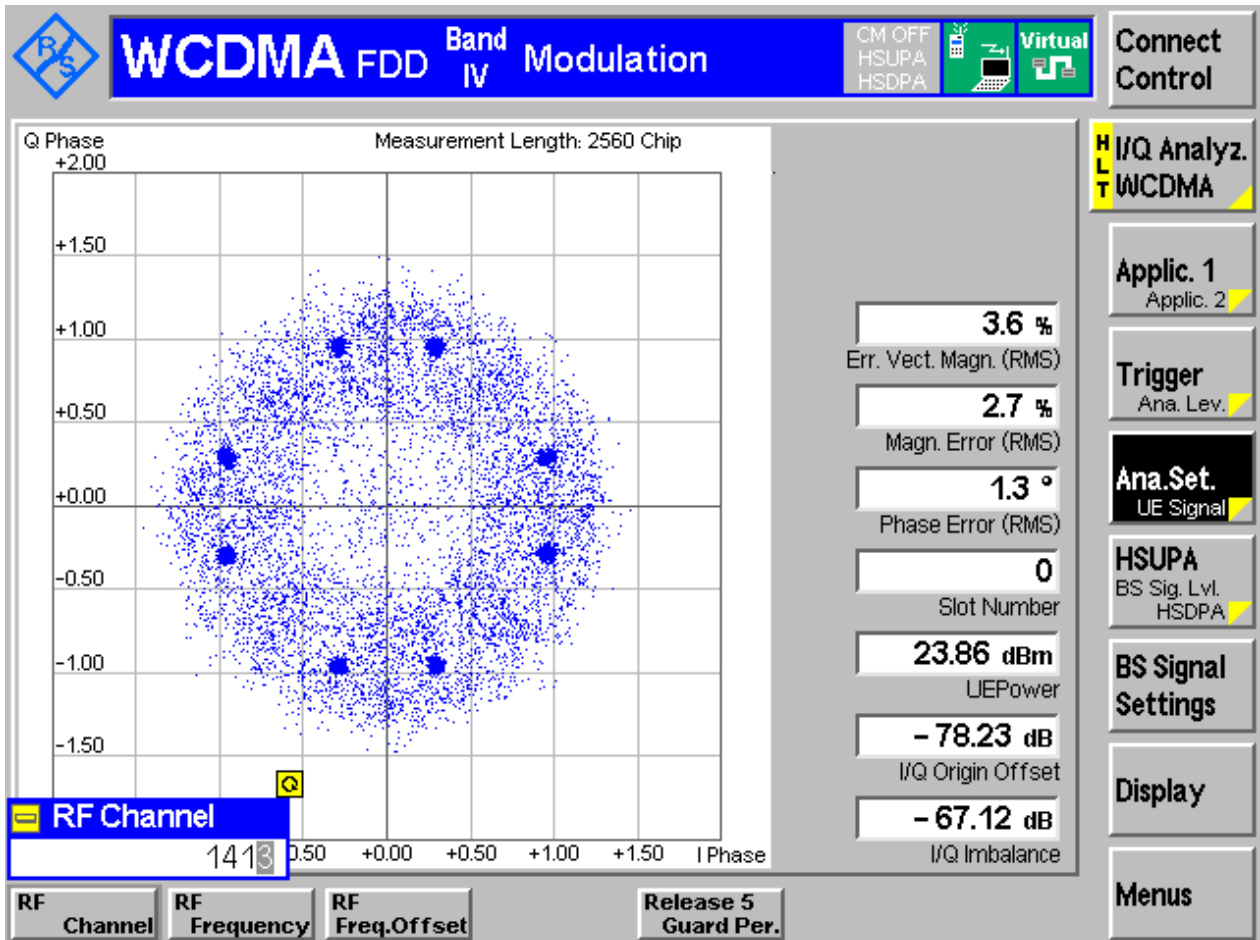 R/S
WCDMA FDD Band IV Modulation
CM OFF
HSUPA
HSDPA
Virtual
Connect
Control
Q Phase
Measurement Length: 2560 Chip
+2.00
+1.50
+1.00
+0.50
+0.00
-0.50
-1.00
-1.50
0.50 +0.00 +0.50 +1.00 +1.50 I Phase
Q
RF Channel
1413
3.6 %
Err. Vect. Magn. (RMS)
2.7 %
Magn. Error (RMS)
1.3 °
Phase Error (RMS)
0
Slot Number
23.86 dBm
UEPower
-78.23 dB
I/Q Origin Offset
-67.12 dB
I/Q Imbalance
HLT
I/Q Analyz.
WCDMA
Applic. 1
Applic. 2
Trigger
Ana. Lev.
Ana.Set.
UE Signal
HSUPA
BS Sig. Lvl.
HSDPA
BS Signal
Settings
Display
Menus
RF
Channel
RF
Frequency
RF
Freq.Offset
Release 5
Guard Per.